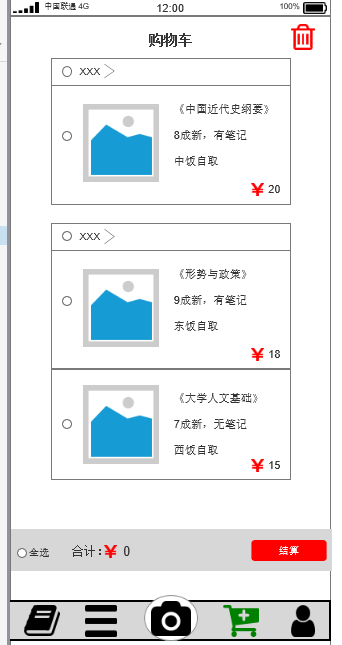 中国联通 4G 12:00 100%
购物车
XXX
《中国近代史纲要》
8成新，有笔记
中饭自取
¥ 20
XXX
《形势与政策》
9成新，有笔记
东饭自取
¥ 18
《大学人文基础》
7成新，无笔记
西饭自取
¥ 15
全选 合计:¥ 0 结算